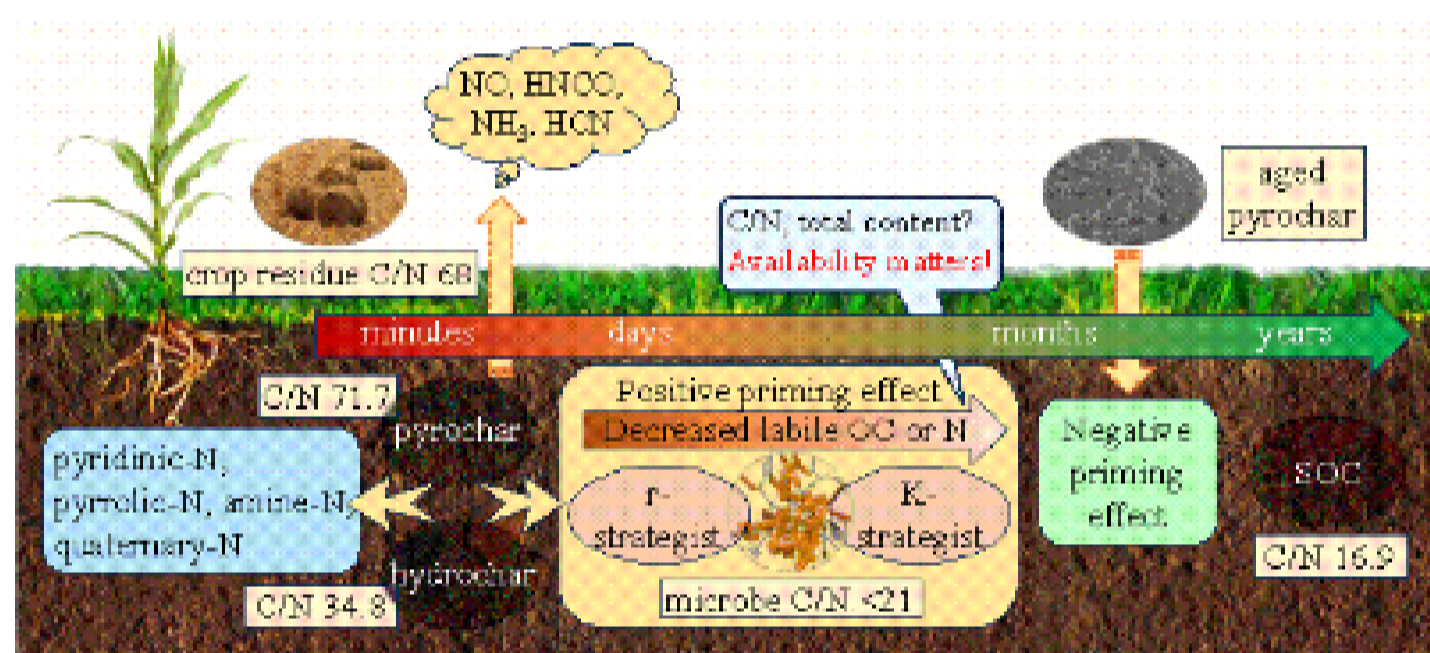 NO, HNCO,
NH₃, HCN
aged
pyrochar
crop residue C/N 68
C/N, total content?
Availability matters!
minutes
days
months
years
C/N 71.7
pyrochar
Positive priming effect
Decreased labile OC or N
Negative
priming
effect
SOC
C/N 16.9
pyridinic-N,
pyrrolic-N, amine-N,
quaternary-N
r-
strategist
K-
strategist
hydrochar
C/N 34.8
microbe C/N <21